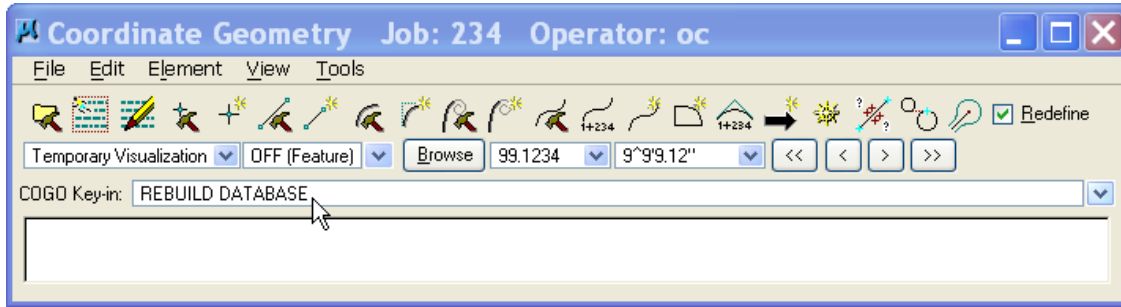 Coordinate Geometry Job: 234 Operator: oc
File Edit Element View Tools
1+234 1+234 Redefine
Temporary Visualization OFF (Feature) Browse 99.1234 9^9'9.12" << < > >>
COGO Key-in: REBUILD DATABASE